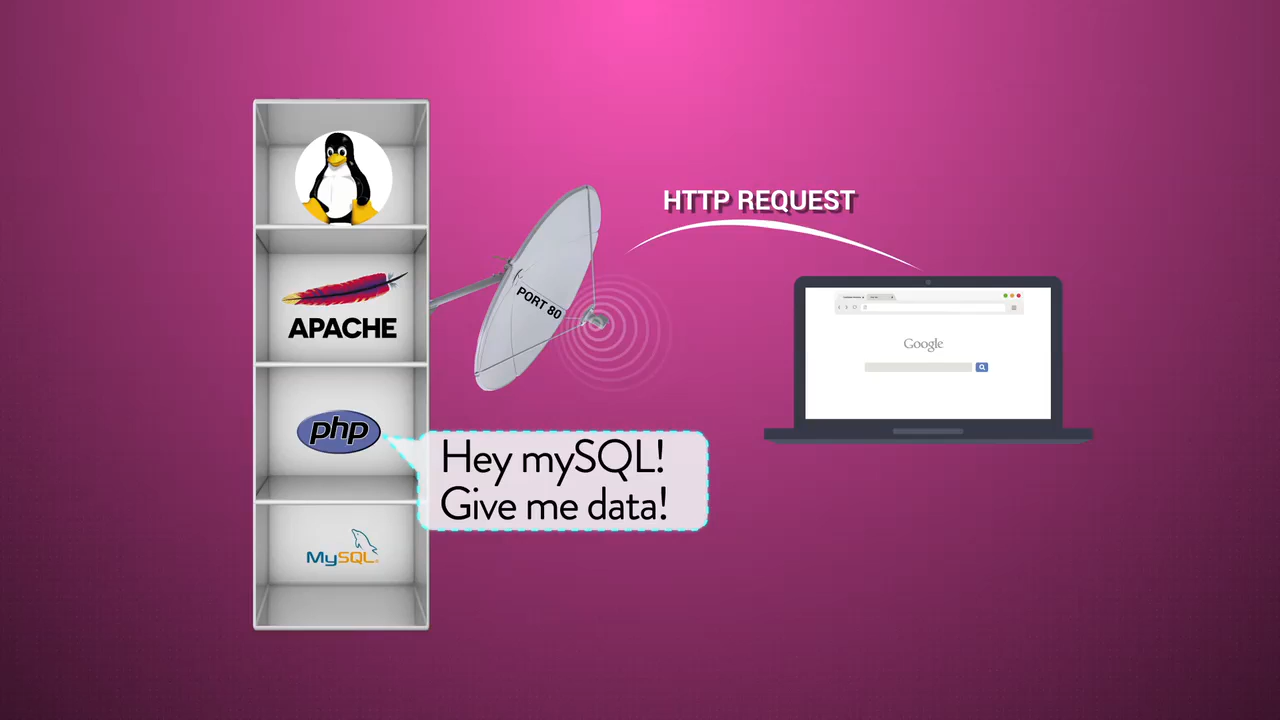 HTTP REQUEST
PORT 80
APACHE
Google
php
Hey mySQL!
Give me data!
MySQL